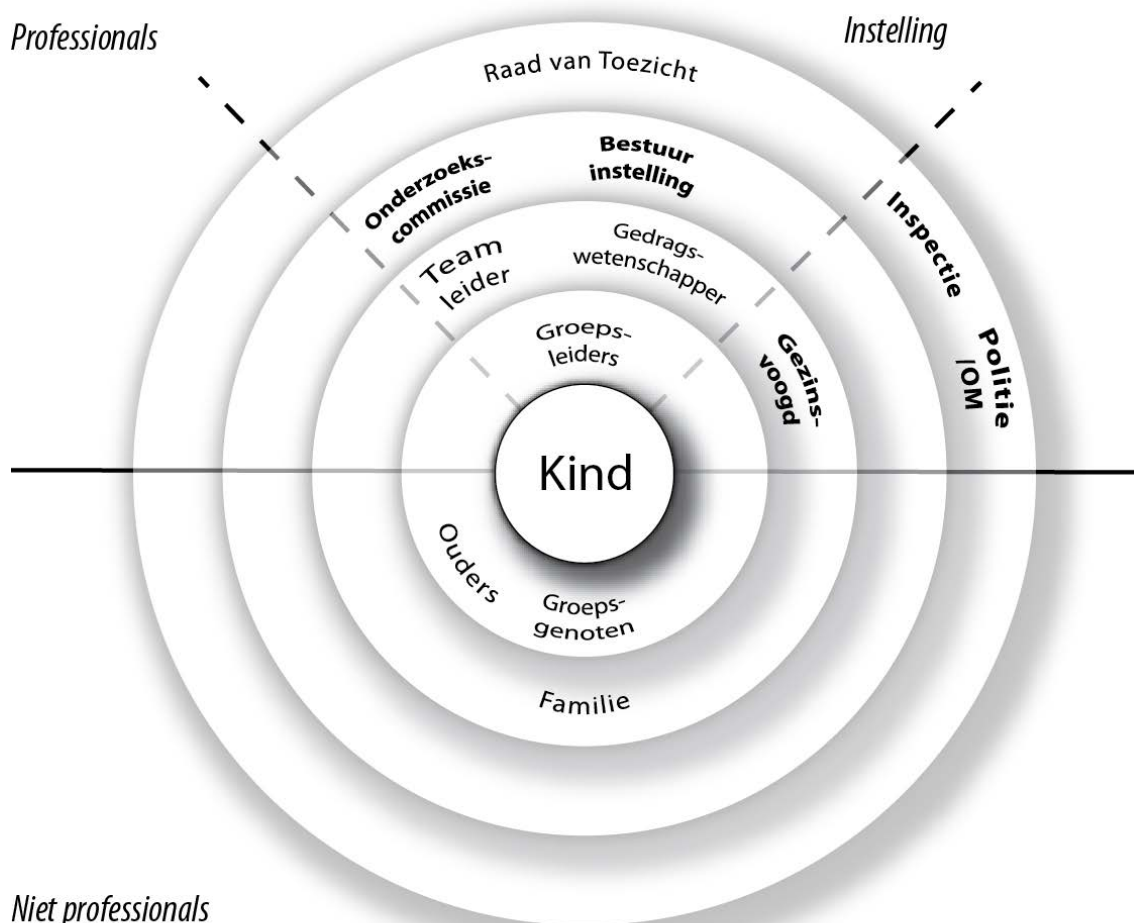 Professionals
Instelling
Raad van Toezicht
Onderzoeks-
commissie
Bestuur
instelling
Inspectie
Politie
/OM
Team
leider
Gedrags-
wetenschapper
Gezins-
voogd
Groeps-
leiders
Kind
Ouders
Groeps-
genoten
Familie
Niet professionals